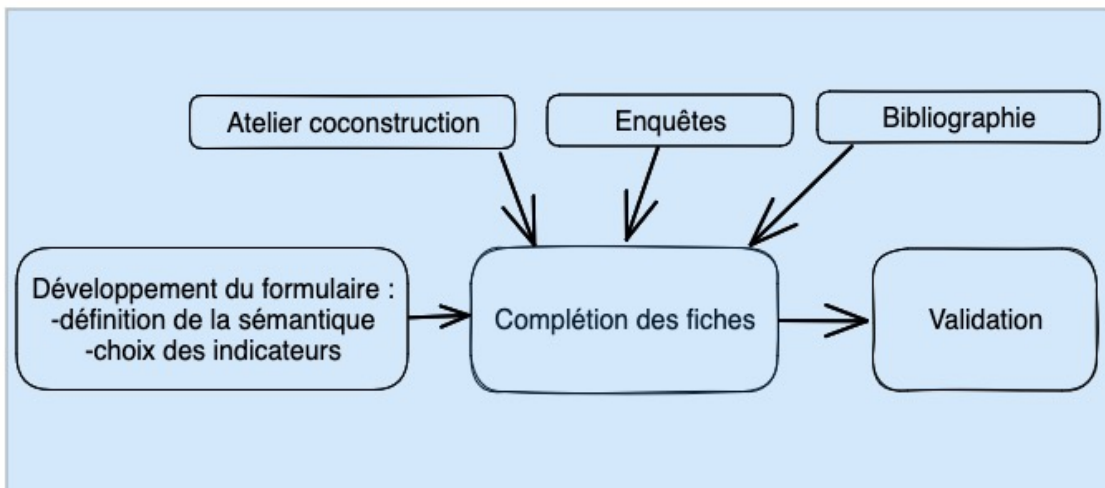 Atelier coconstruction
Enquêtes
Bibliographie
Développement du formulaire :
-définition de la sémantique
-choix des indicateurs
Complétion des fiches
Validation